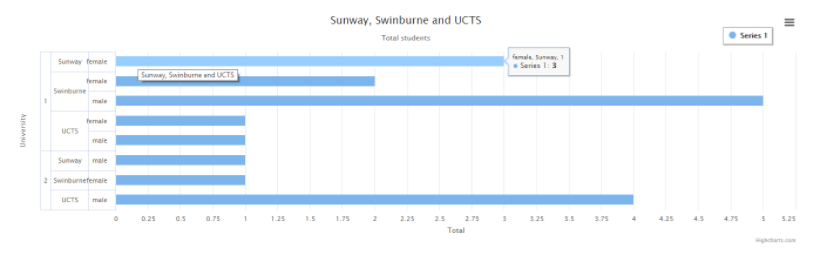 Sunway, Swinburne and UCTS
Total students
Series 1
Sunway female
female, Sunway, 1
Series 1: 3
Sunway, Swinburne and UCTS
female
Swinburne
1 male
female
UCTS
male
Sunway male
2 Swinburne female
UCTS male
University
0 0.25 0.5 0.75 1 1.25 1.5 1.75 2 2.25 2.5 2.75 3 3.25 3.5 3.75 4 4.25 4.5 4.75 5 5.25
Total
Highcharts.com